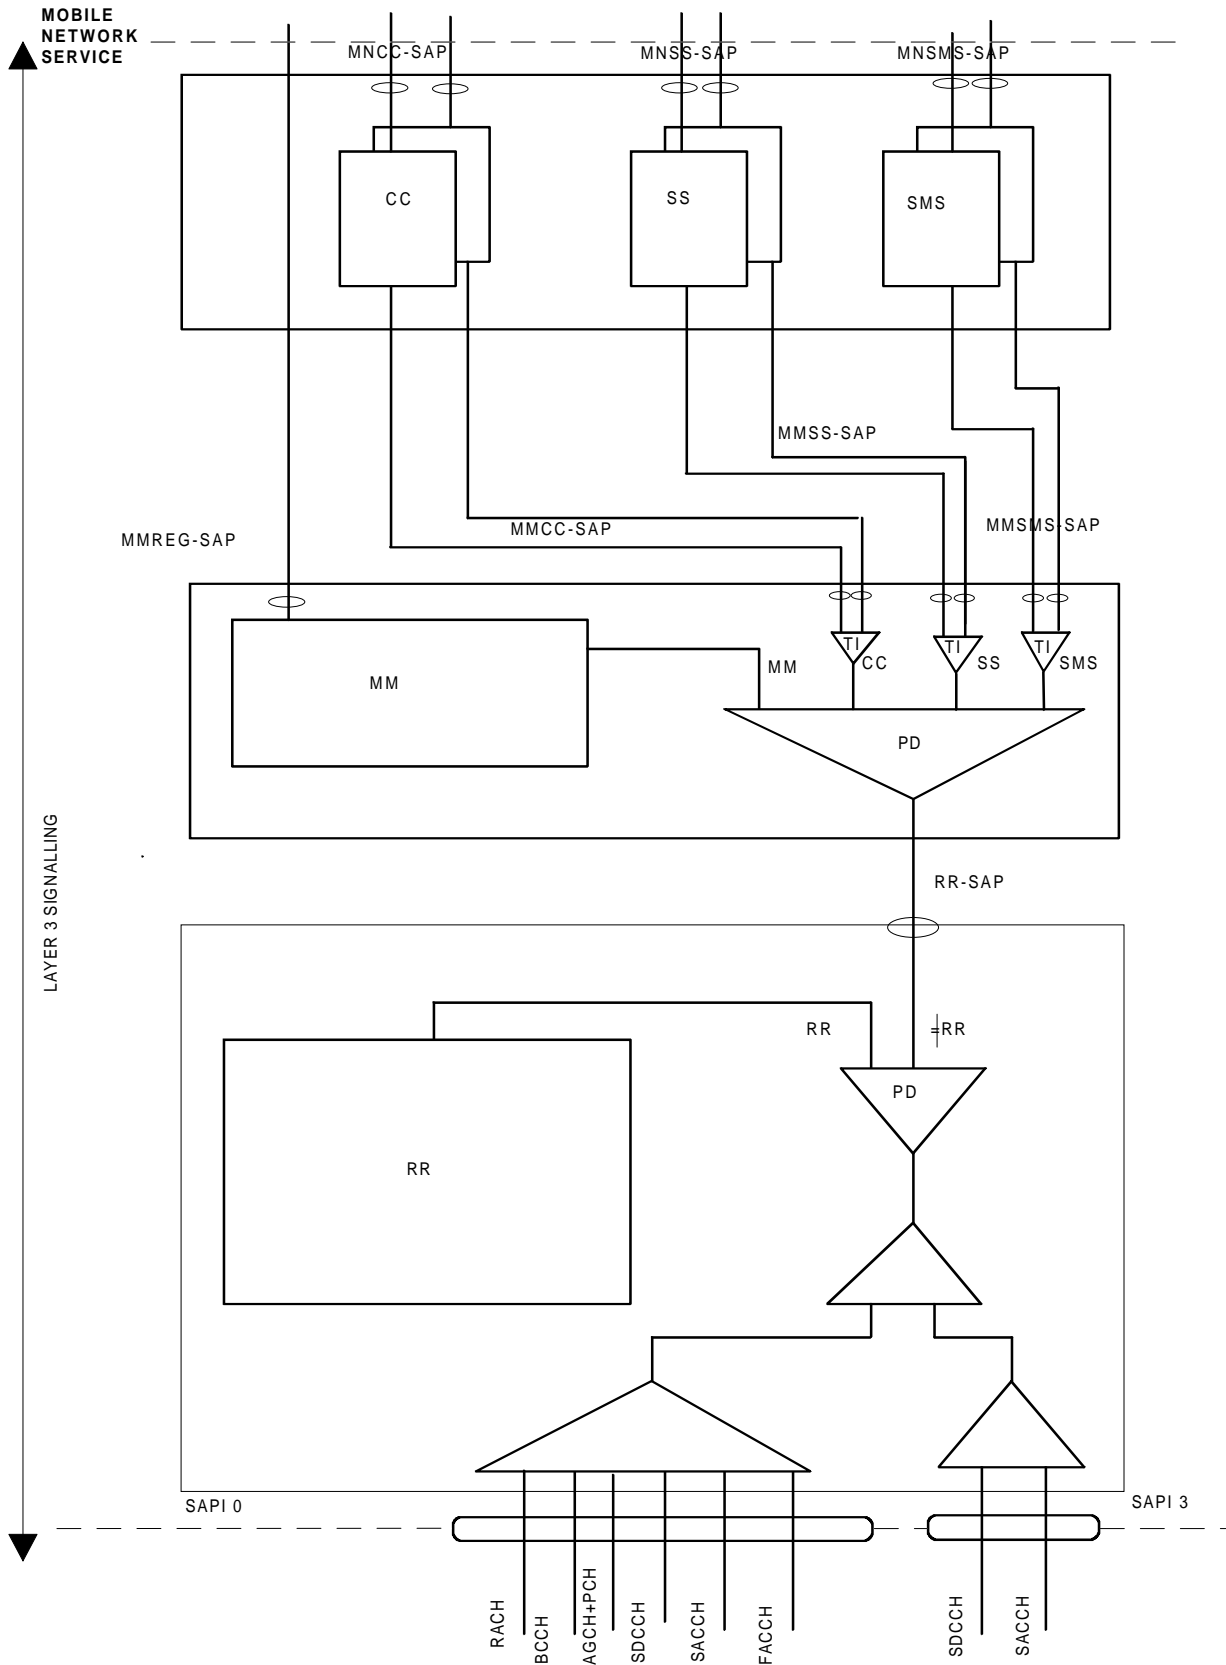 MOBILE
NETWORK
SERVICE
MNCC-SAP
MNSS-SAP
MNSMS-SAP
CC
SS
SMS
MMSS-SAP
MMREG-SAP
MMCC-SAP
MMSMS-SAP
TI
TI
TI
MM
MM
CC
SS
SMS
PD
LAYER 3 SIGNALLING
RR-SAP
RR
≠RR
PD
RR
SAPI 0
SAPI 3
RACH
BCCH
AGCH+PCH
SDCCH
SACCH
FACCH
SDCCH
SACCH